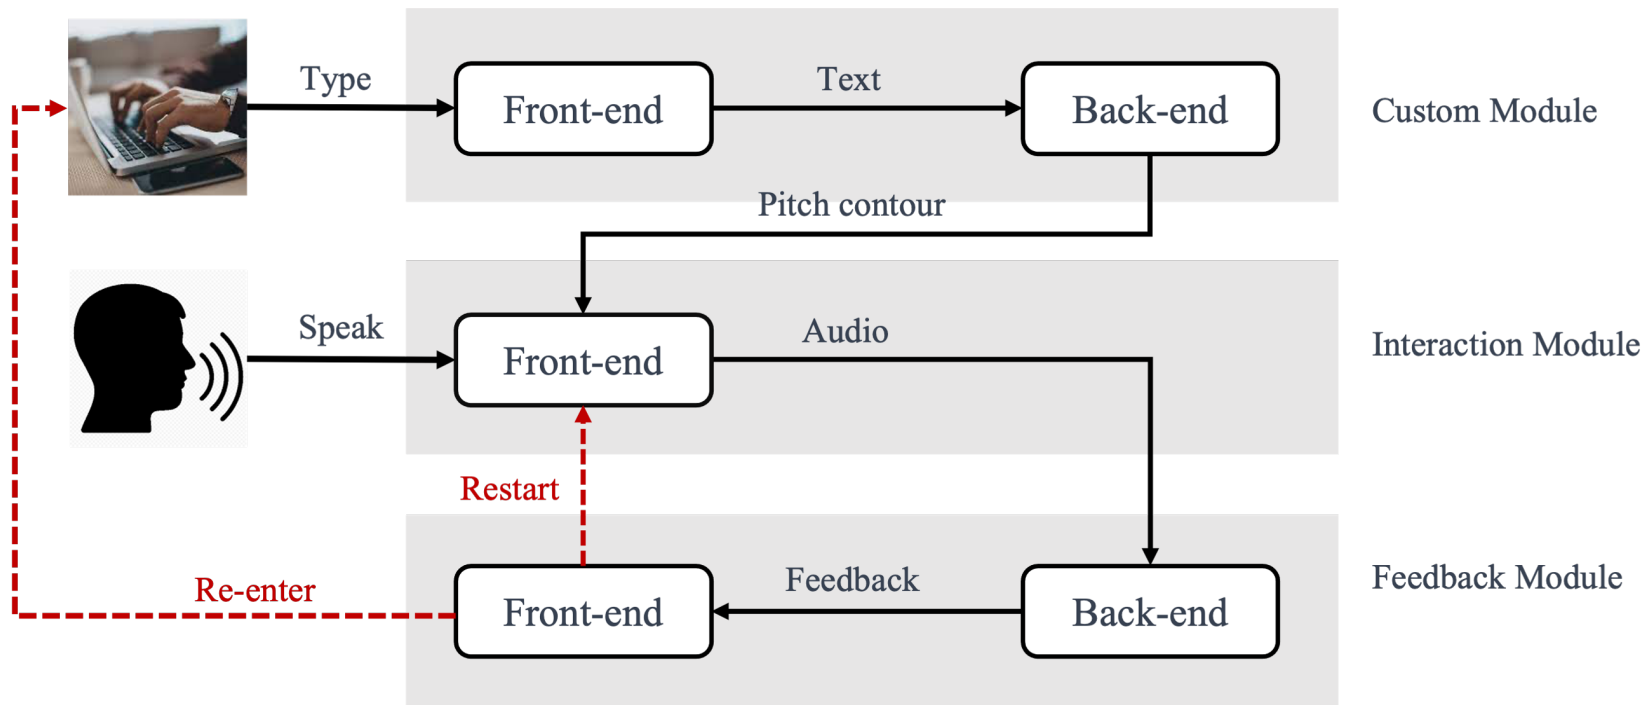 Type
Front-end
Text
Back-end
Custom Module
Pitch contour
Speak
Front-end
Audio
Interaction Module
Restart
Re-enter
Front-end
Feedback
Back-end
Feedback Module